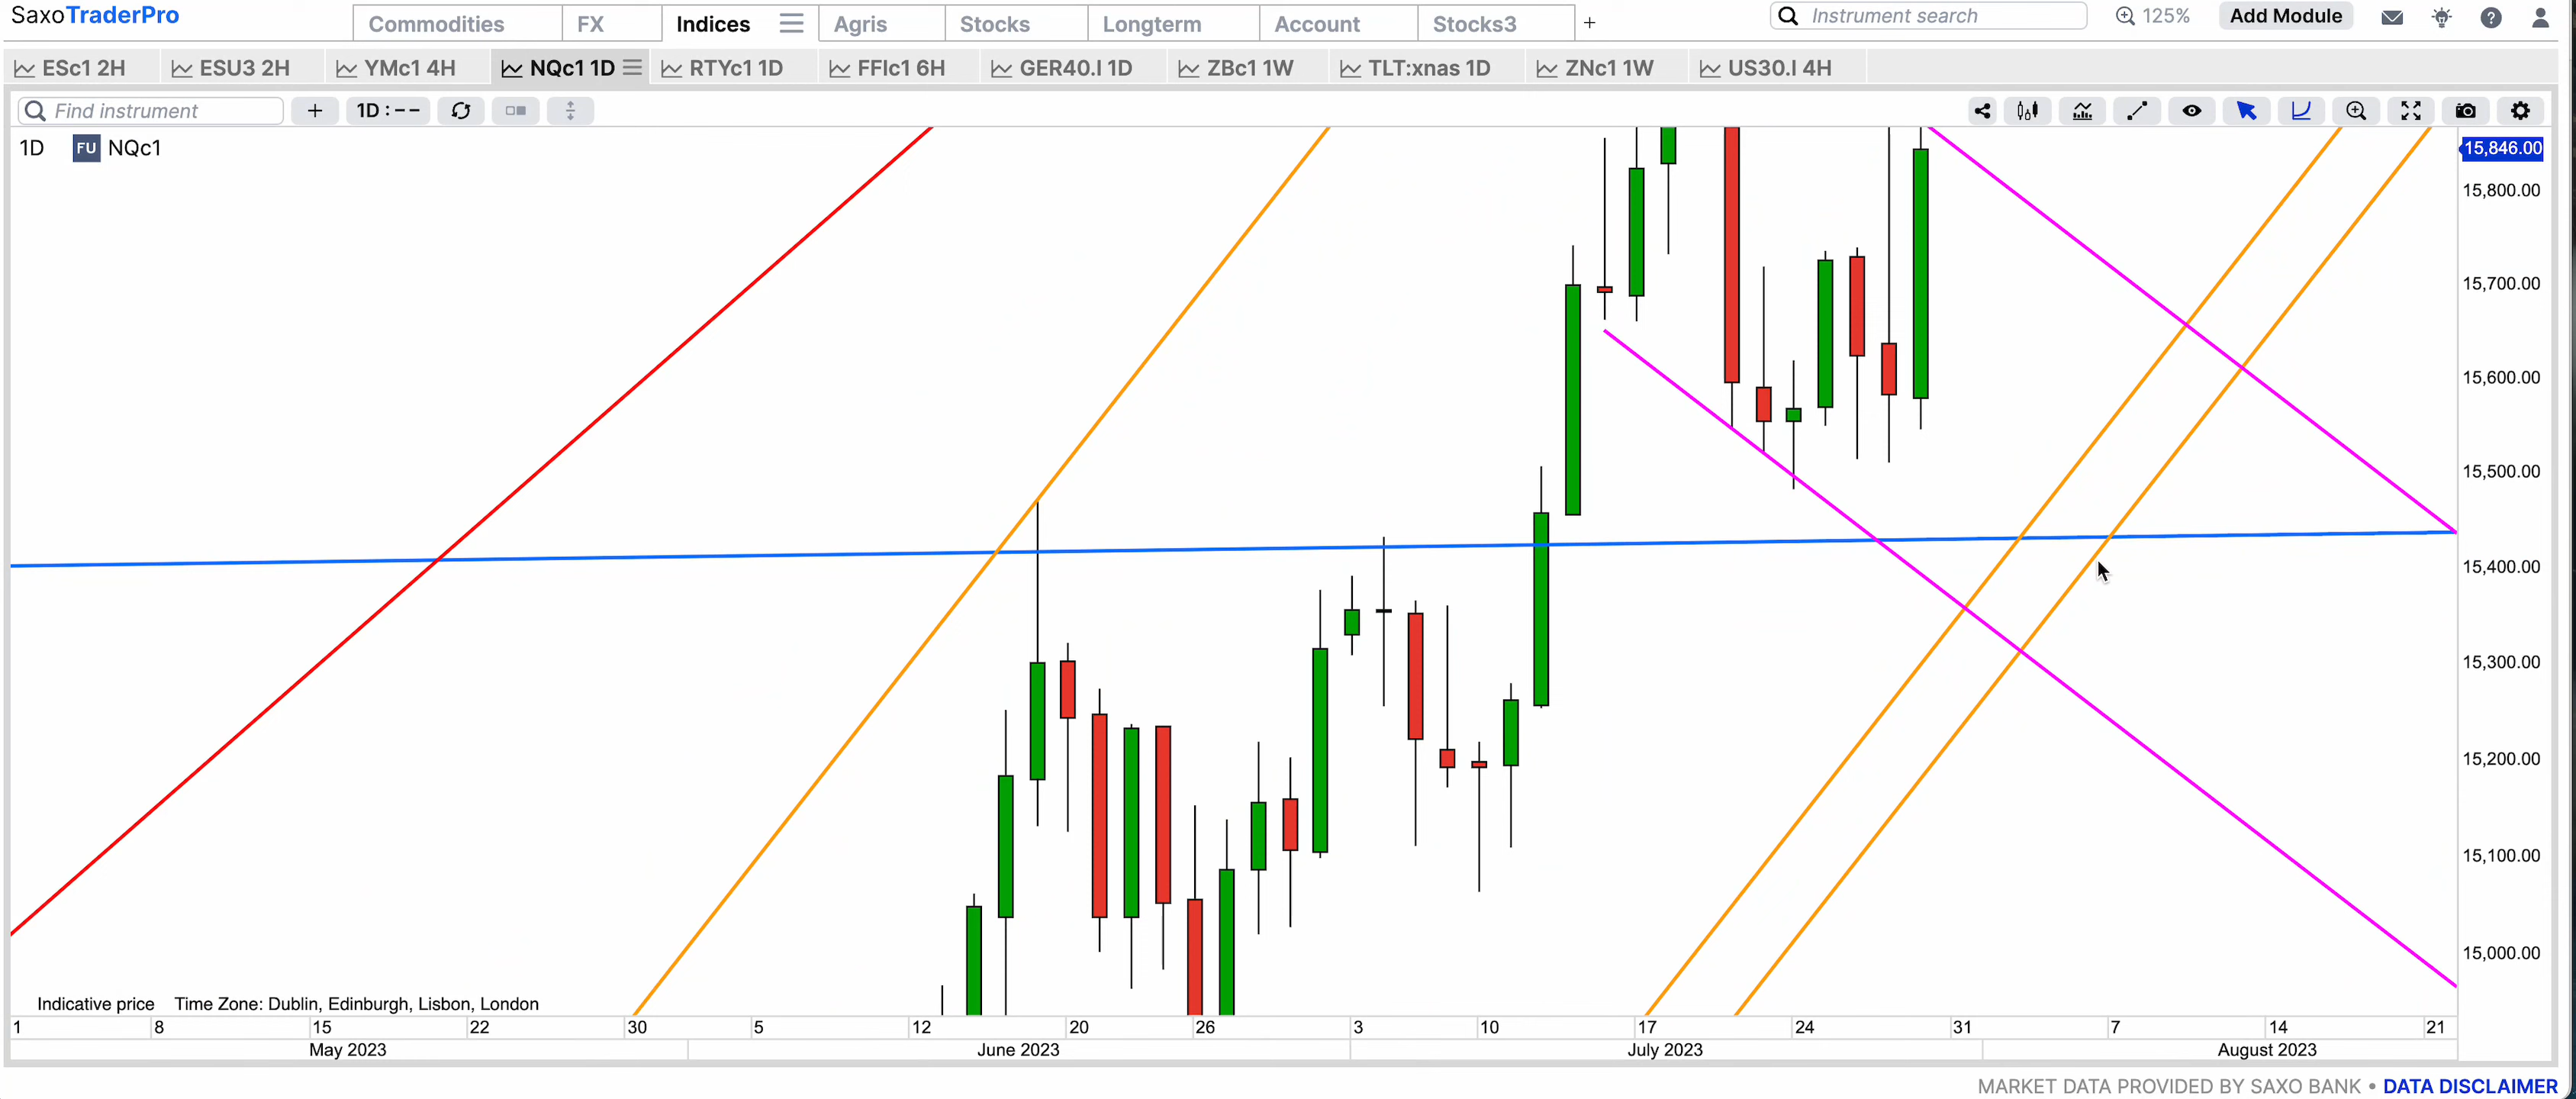 SaxoTraderPro
Commodities FX Indices Agris Stocks Longterm Account Stocks3 +
Instrument search 125% Add Module
ESc1 2H ESU3 2H YMc1 4H NQc1 1D RTYc1 1D FFIc1 6H GER40.I 1D ZBc1 1W TLT:xnas 1D ZNc1 1W US30.I 4H
Find instrument + 1D : --
1D FU NQc1
15,846.00
15,800.00
15,700.00
15,600.00
15,500.00
15,400.00
15,300.00
15,200.00
15,100.00
15,000.00
Indicative price Time Zone: Dublin, Edinburgh, Lisbon, London
1 8 15 22 30 5 12 20 26 3 10 17 24 31 7 14 21
May 2023 June 2023 July 2023 August 2023
MARKET DATA PROVIDED BY SAXO BANK • DATA DISCLAIMER